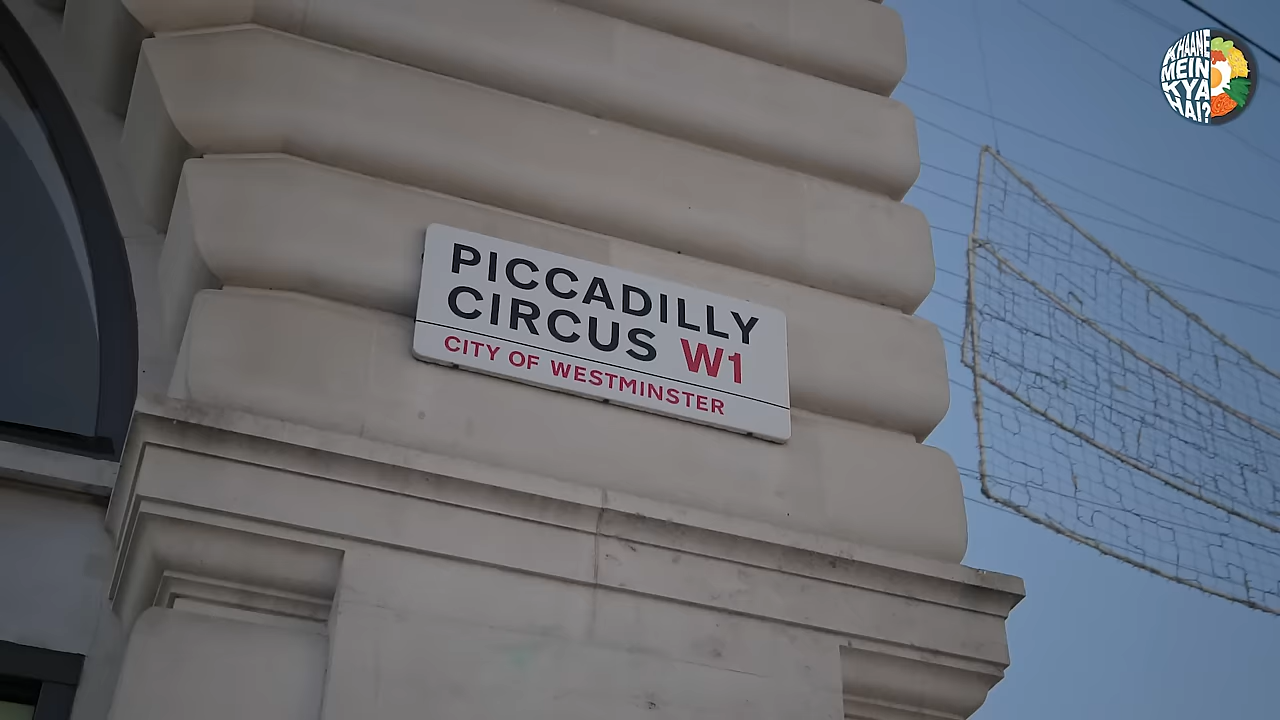 PICCADILLY
CIRCUS W1
CITY OF WESTMINSTER
KHAANE
MEIN
KYA
HAI?